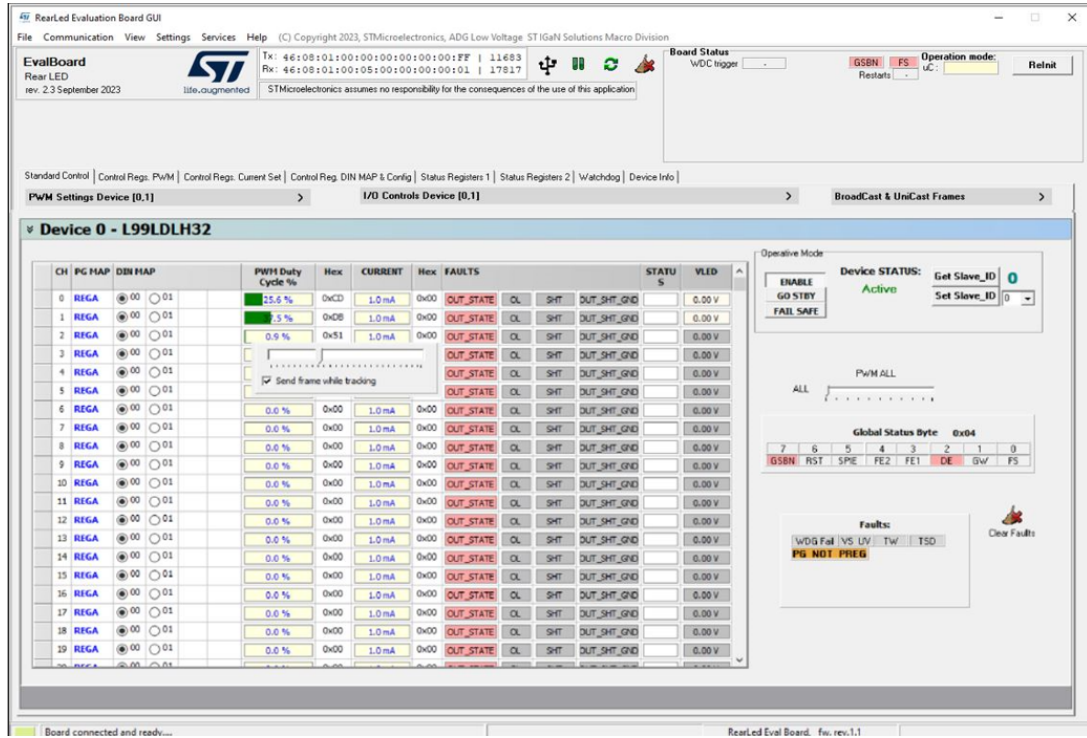 RearLed Evaluation Board GUI
File Communication View Settings Services Help (C) Copyright 2023, STMicroelectronics, ADG Low Voltage STIGaN Solutions Macro Division
EvalBoard
Rear LED
rev. 2.3 September 2023
life.augmented
Tx: 46:08:01:00:00:00:00:00:00:FF | 11683
Rx: 46:08:01:00:05:00:00:00:00:01 | 17817
STMicroelectronics assumes no responsibility for the consequences of the use of this application
Board Status
WDC trigger -
GSBN FS
Restarts -
Operation mode:
uC:
ReInit
Standard Control Control Regs. PWM Control Regs. Current Set Control Reg. DIN MAP & Config Status Registers 1 Status Registers 2 Watchdog Device Info
PWM Settings Device [0,1] > I/O Controls Device [0,1] > BroadCast & UniCast Frames >
Device 0 - L99LDLH32
CH PG MAP DIN MAP PWM Duty Cycle % Hex CURRENT Hex FAULTS STATUS VLED
0 REGA 00 01 25.6 % 0xCD 1.0 mA 0x00 OUT_STATE OL SHT OUT_SHT_GND 0.00 V
1 REGA 00 01 .5 % 0xDB 1.0 mA 0x00 OUT_STATE OL SHT OUT_SHT_GND 0.00 V
2 REGA 00 01 0.9 % 0x51 1.0 mA 0x00 OUT_STATE OL SHT OUT_SHT_GND 0.00 V
3 REGA 00 01 OUT_STATE OL SHT OUT_SHT_GND 0.00 V
4 REGA 00 01 OUT_STATE OL SHT OUT_SHT_GND 0.00 V
Send frame while tracking
5 REGA 00 01 OUT_STATE OL SHT OUT_SHT_GND 0.00 V
6 REGA 00 01 0.0 % 0x00 1.0 mA 0x00 OUT_STATE OL SHT OUT_SHT_GND 0.00 V
7 REGA 00 01 0.0 % 0x00 1.0 mA 0x00 OUT_STATE OL SHT OUT_SHT_GND 0.00 V
8 REGA 00 01 0.0 % 0x00 1.0 mA 0x00 OUT_STATE OL SHT OUT_SHT_GND 0.00 V
9 REGA 00 01 0.0 % 0x00 1.0 mA 0x00 OUT_STATE OL SHT OUT_SHT_GND 0.00 V
10 REGA 00 01 0.0 % 0x00 1.0 mA 0x00 OUT_STATE OL SHT OUT_SHT_GND 0.00 V
11 REGA 00 01 0.0 % 0x00 1.0 mA 0x00 OUT_STATE OL SHT OUT_SHT_GND 0.00 V
12 REGA 00 01 0.0 % 0x00 1.0 mA 0x00 OUT_STATE OL SHT OUT_SHT_GND 0.00 V
13 REGA 00 01 0.0 % 0x00 1.0 mA 0x00 OUT_STATE OL SHT OUT_SHT_GND 0.00 V
14 REGA 00 01 0.0 % 0x00 1.0 mA 0x00 OUT_STATE OL SHT OUT_SHT_GND 0.00 V
15 REGA 00 01 0.0 % 0x00 1.0 mA 0x00 OUT_STATE OL SHT OUT_SHT_GND 0.00 V
16 REGA 00 01 0.0 % 0x00 1.0 mA 0x00 OUT_STATE OL SHT OUT_SHT_GND 0.00 V
17 REGA 00 01 0.0 % 0x00 1.0 mA 0x00 OUT_STATE OL SHT OUT_SHT_GND 0.00 V
18 REGA 00 01 0.0 % 0x00 1.0 mA 0x00 OUT_STATE OL SHT OUT_SHT_GND 0.00 V
19 REGA 00 01 0.0 % 0x00 1.0 mA 0x00 OUT_STATE OL SHT OUT_SHT_GND 0.00 V
Operative Mode
ENABLE
GO STBY
FAIL SAFE
Device STATUS:
Active
Get Slave_ID 0
Set Slave_ID 0
PWM ALL
ALL
Global Status Byte 0x04
7 6 5 4 3 2 1 0
GSBN RST SPIE FE2 FE1 DE GW FS
Faults:
WDG Fail VS UV TW TSD
PG NOT PREG
Clear Faults
Board connected and ready....
RearLed Eval Board, fw. rev.1.1